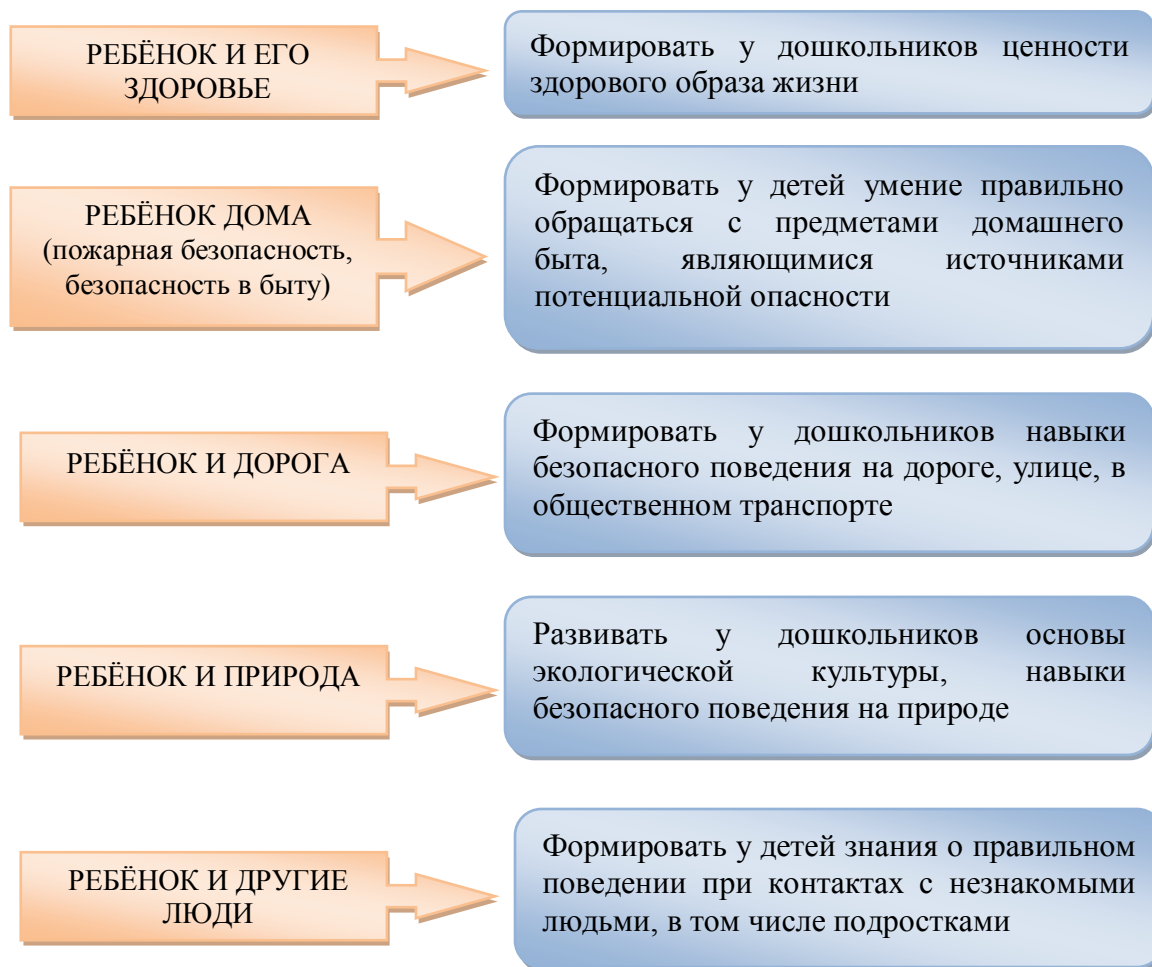 РЕБЁНОК И ЕГО
ЗДОРОВЬЕ
Формировать у дошкольников ценности
здорового образа жизни
РЕБЁНОК ДОМА
(пожарная безопасность,
безопасность в быту)
Формировать у детей умение правильно
обращаться с предметами домашнего
быта, являющимися источниками
потенциальной опасности
РЕБЁНОК И ДОРОГА
Формировать у дошкольников навыки
безопасного поведения на дороге, улице, в
общественном транспорте
РЕБЁНОК И ПРИРОДА
Развивать у дошкольников основы
экологической культуры, навыки
безопасного поведения на природе
РЕБЁНОК И ДРУГИЕ
ЛЮДИ
Формировать у детей знания о правильном
поведении при контактах с незнакомыми
людьми, в том числе подростками